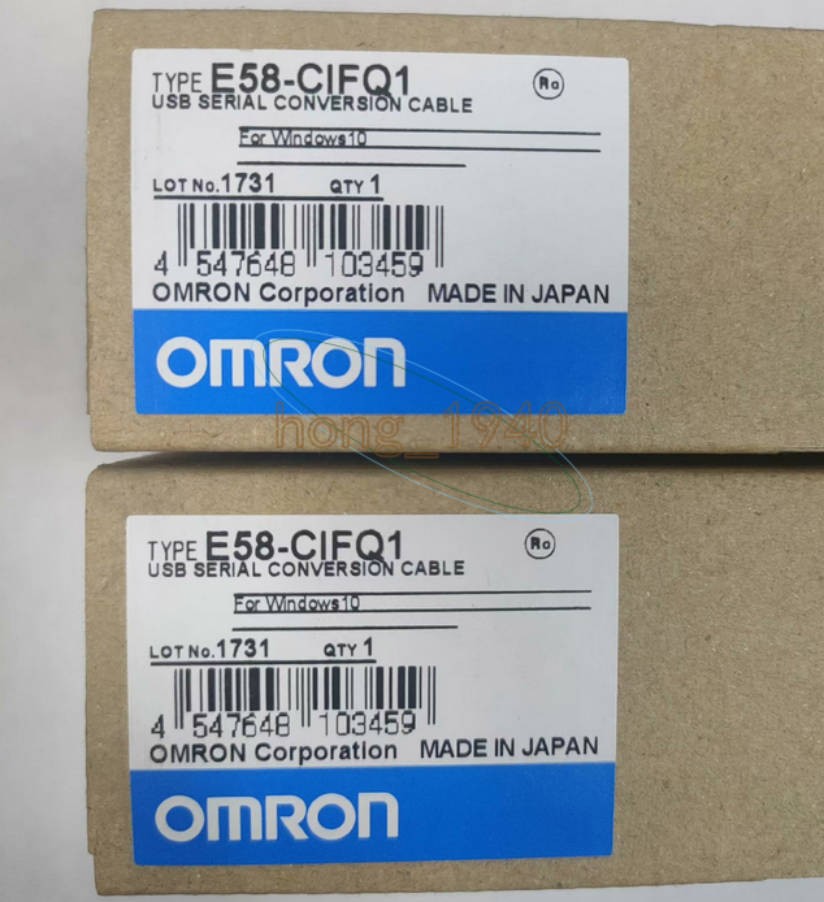 TYPE E58-CIFQ1 Ro
USB SERIAL CONVERSION CABLE
For Windows10
LOT No.1731 QTY 1
4 547648 103459
OMRON Corporation MADE IN JAPAN
OMRON
hong_1940
TYPE E58-CIFQ1 Ro
USB SERIAL CONVERSION CABLE
For Windows10
LOT No.1731 QTY 1
4 547648 103459
OMRON Corporation MADE IN JAPAN
OMRON